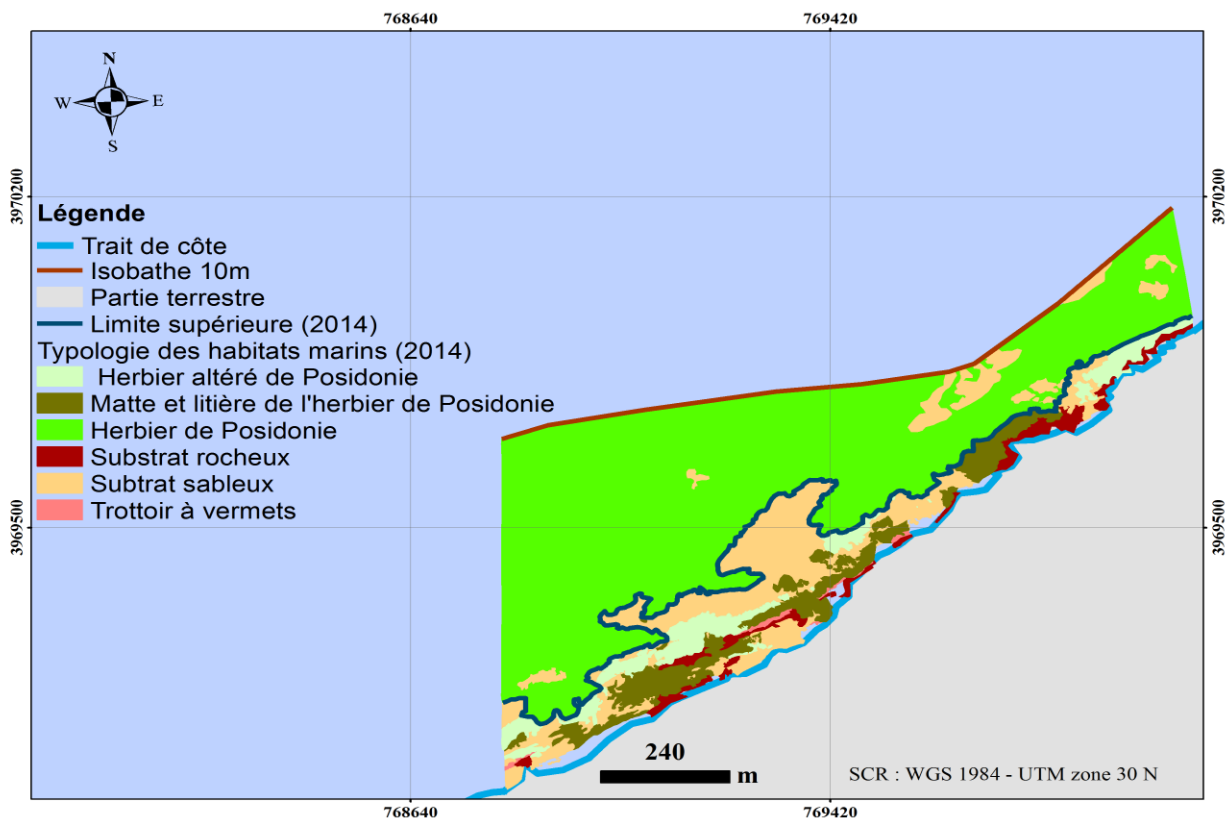 768640 769420
N
W E
S
3970200 3970200
Légende
Trait de côte
Isobathe 10m
Partie terrestre
Limite supérieure (2014)
Typologie des habitats marins (2014)
Herbier altéré de Posidonie
Matte et litière de l'herbier de Posidonie
Herbier de Posidonie
Substrat rocheux
Subtrat sableux
Trottoir à vermets
3969500 3969500
240
m
SCR : WGS 1984 - UTM zone 30 N
768640 769420